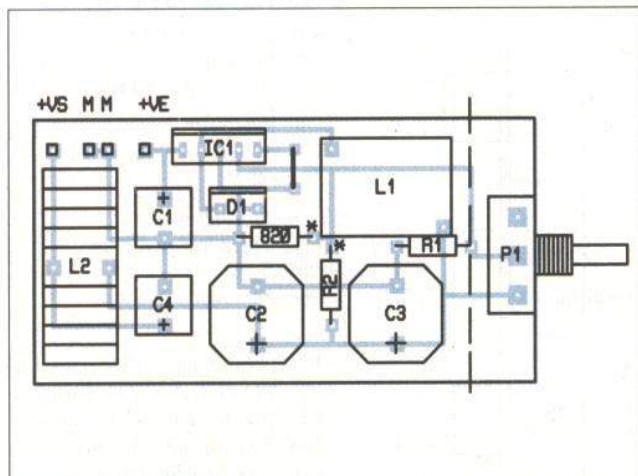 +VS M M +VE
IC1
L1
D1
C1
820 *
*
R1
P1
L2
R2
C4
C2
C3
+
+
+
+